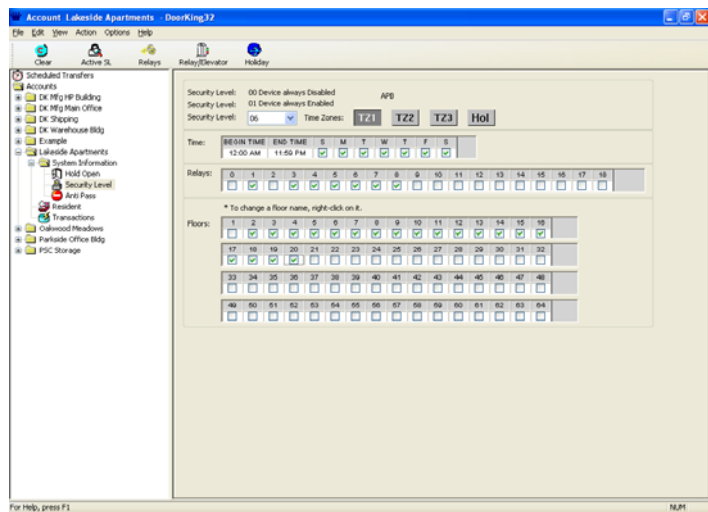 Account Lakeside Apartments - DoorKing32
File Edit View Action Options Help
Clear Active SL Relays Relay/Elevator Holiday
Scheduled Transfers
Accounts
DK Mfg HP Building
DK Mfg Main Office
DK Shipping
DK Warehouse Bldg
Example
Lakeside Apartments
System Information
Hold Open
Security Level
Anti Pass
Resident
Transactions
Oakwood Meadows
Parkside Office Bldg
PSC Storage
Security Level: 00 Device always Disabled APB
Security Level: 01 Device always Enabled
Security Level: 06 Time Zones: TZ1 TZ2 TZ3 Hol
Time: BEGIN TIME END TIME S M T W T F S
12:00 AM 11:59 PM
Relays: 0 1 2 3 4 5 6 7 8 9 10 11 12 13 14 15 16 17 18
* To change a floor name, right-click on it.
Floors: 1 2 3 4 5 6 7 8 9 10 11 12 13 14 15 16
17 18 19 20 21 22 23 24 25 26 27 28 29 30 31 32
33 34 35 36 37 38 39 40 41 42 43 44 45 46 47 48
49 50 51 52 53 54 55 56 57 58 59 60 61 62 63 64
For Help, press F1
NUM